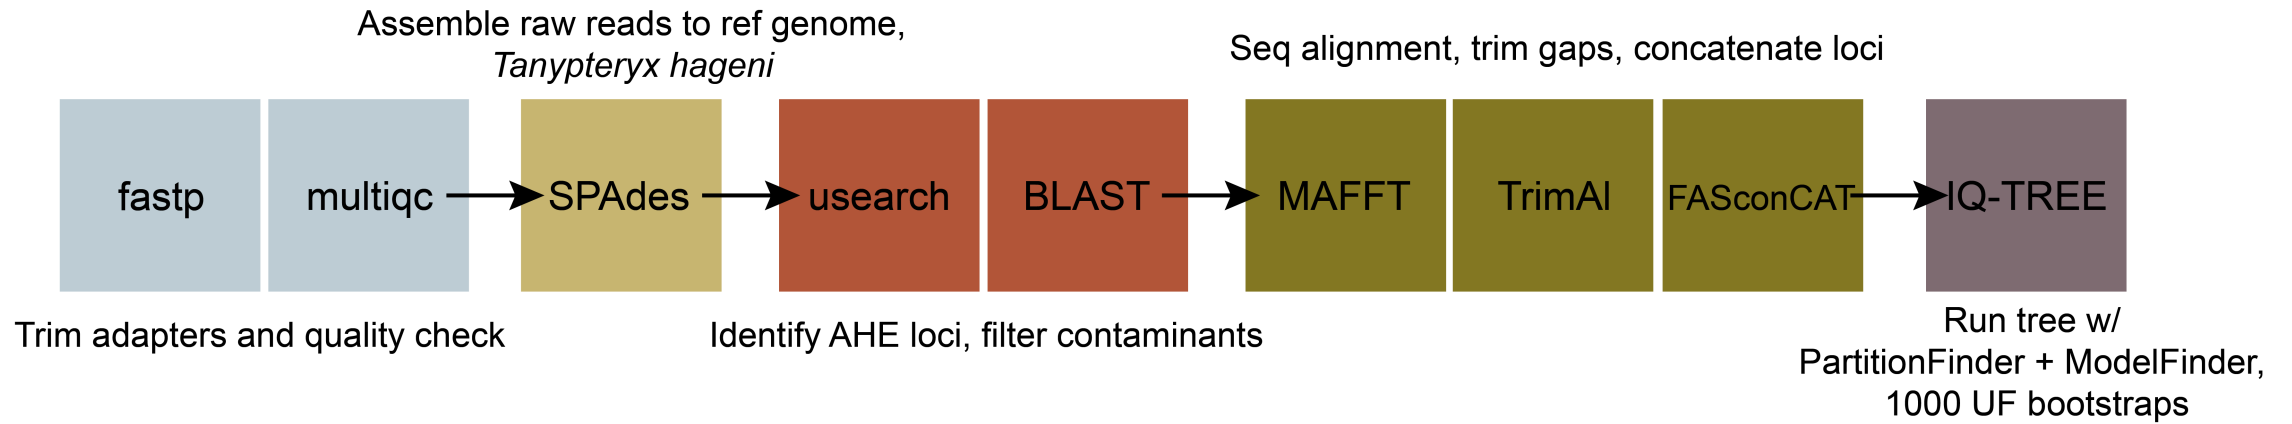 Assemble raw reads to ref genome,
Tanypteryx hageni
Seq alignment, trim gaps, concatenate loci
fastp
multiqc
SPAdes
usearch
BLAST
MAFFT
TrimAl
FASconCAT
IQ-TREE
Trim adapters and quality check
Identify AHE loci, filter contaminants
Run tree w/
PartitionFinder + ModelFinder,
1000 UF bootstraps